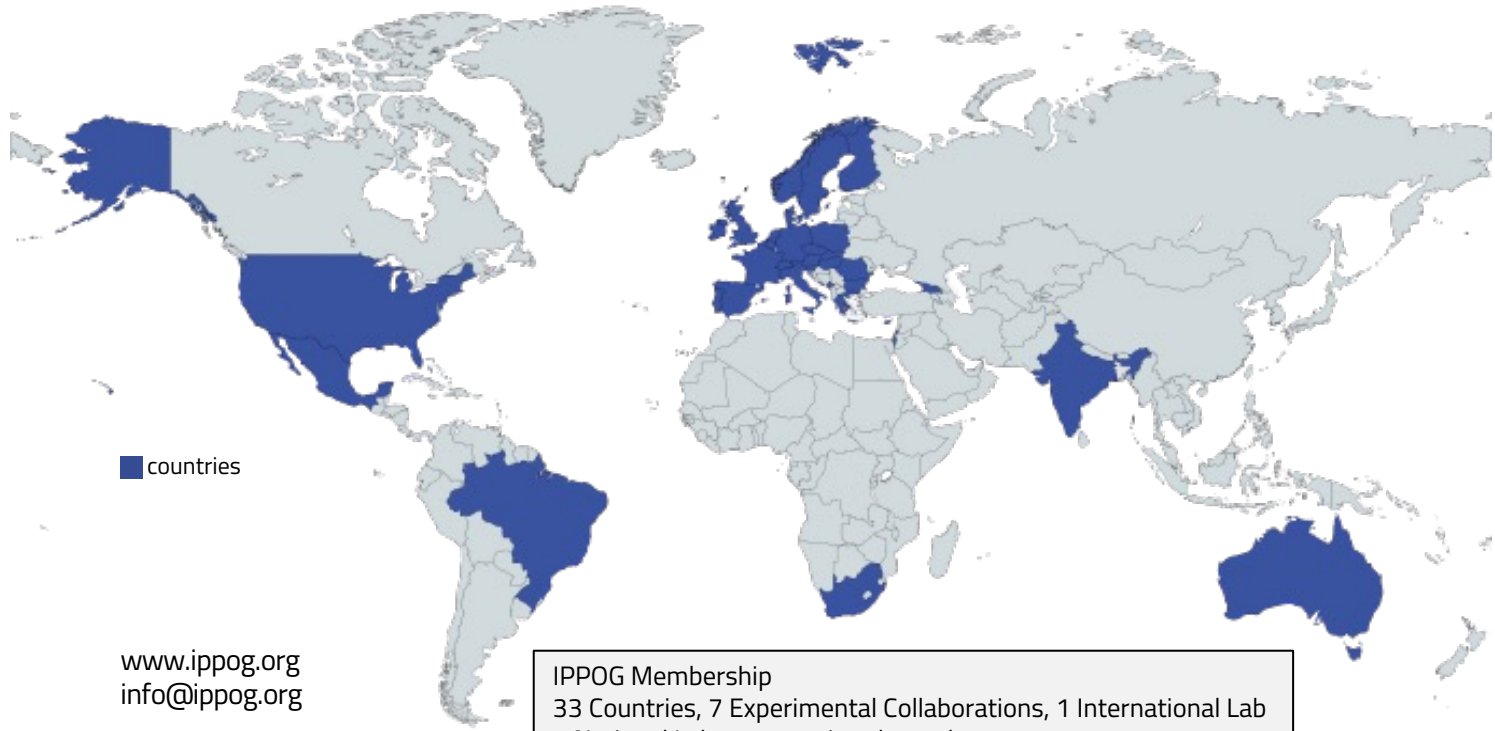 countries
www.ippog.org
info@ippog.org
IPPOG Membership
33 Countries, 7 Experimental Collaborations, 1 International Lab